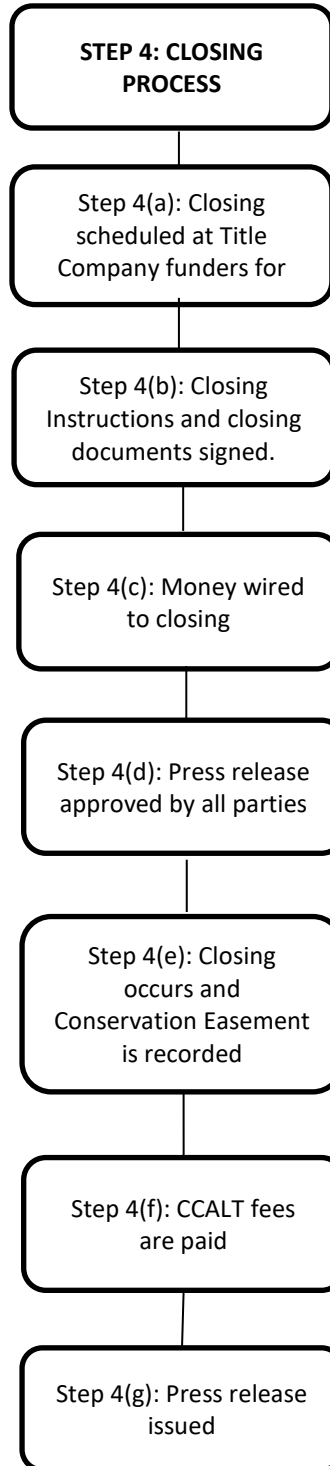 STEP 4: CLOSING
PROCESS
Step 4(a): Closing
scheduled at Title
Company funders for
Step 4(b): Closing
Instructions and closing
documents signed.
Step 4(c): Money wired
to closing
Step 4(d): Press release
approved by all parties
Step 4(e): Closing
occurs and
Conservation Easement
is recorded
Step 4(f): CCALT fees
are paid
Step 4(g): Press release
issued